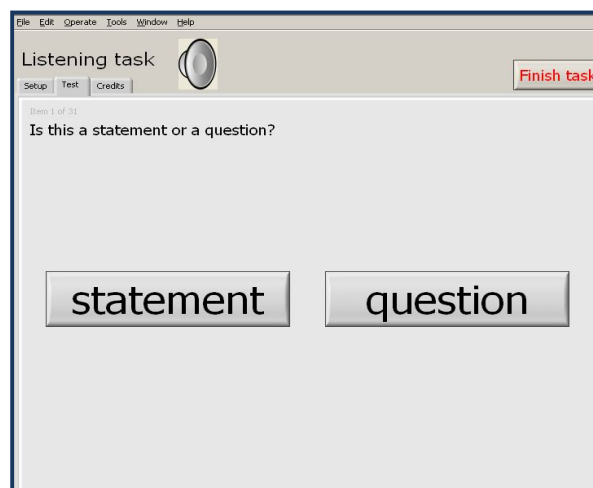 File Edit Operate Tools Window Help
Listening task
Finish task
Setup Test Credits
Item 1 of 31
Is this a statement or a question?
statement question